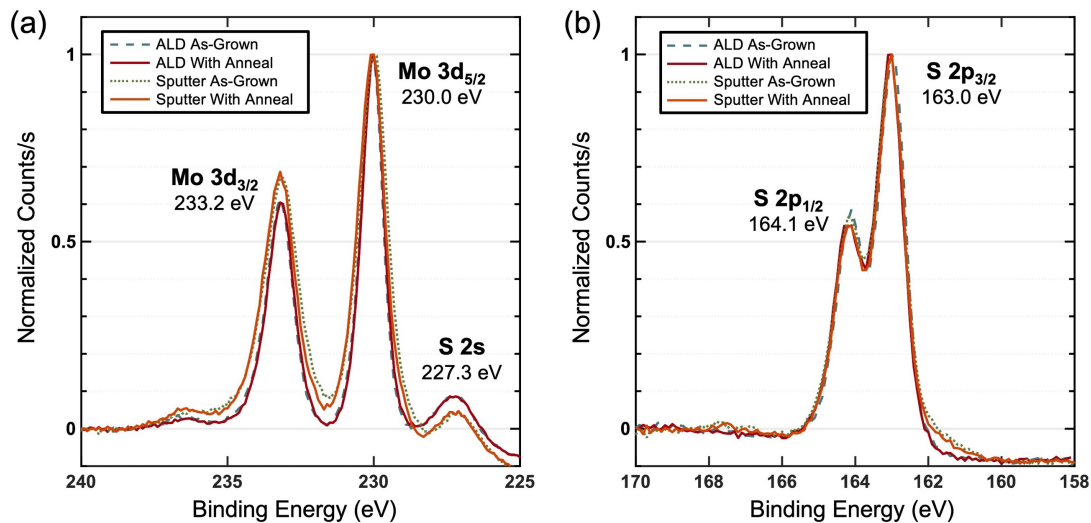 (a)
ALD As-Grown
ALD With Anneal
Sputter As-Grown
Sputter With Anneal
Mo 3d5/2
230.0 eV
Mo 3d3/2
233.2 eV
S 2s
227.3 eV
1
0.5
0
Normalized Counts/s
240
235
230
225
Binding Energy (eV)
(b)
ALD As-Grown
ALD With Anneal
Sputter As-Grown
Sputter With Anneal
S 2p3/2
163.0 eV
S 2p1/2
164.1 eV
1
0.5
0
Normalized Counts/s
170
168
166
164
162
160
158
Binding Energy (eV)